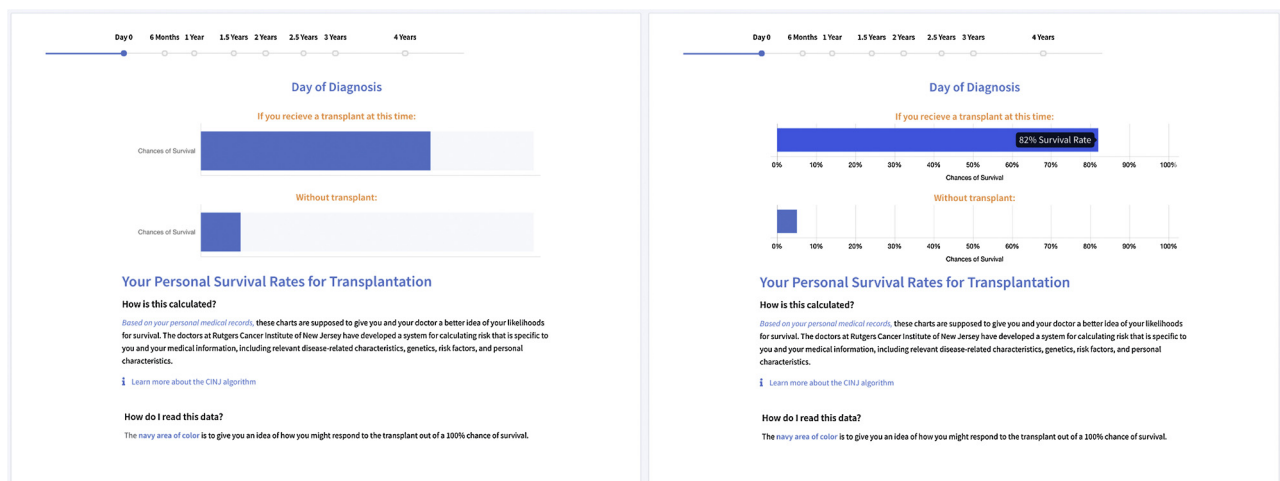 Day 0 6 Months 1 Year 1.5 Years 2 Years 2.5 Years 3 Years 4 Years
Day of Diagnosis
If you recieve a transplant at this time:
Chances of Survival
Without transplant:
Chances of Survival
Your Personal Survival Rates for Transplantation
How is this calculated?
Based on your personal medical records, these charts are supposed to give you and your doctor a better idea of your likelihoods
for survival. The doctors at Rutgers Cancer Institute of New Jersey have developed a system for calculating risk that is specific to
you and your medical information, including relevant disease-related characteristics, genetics, risk factors, and personal
characteristics.
i Learn more about the CINJ algorithm
How do I read this data?
The navy area of color is to give you an idea of how you might respond to the transplant out of a 100% chance of survival.
Day 0 6 Months 1 Year 1.5 Years 2 Years 2.5 Years 3 Years 4 Years
Day of Diagnosis
If you recieve a transplant at this time:
82% Survival Rate
0% 10% 20% 30% 40% 50% 60% 70% 80% 90% 100%
Chances of Survival
Without transplant:
0% 10% 20% 30% 40% 50% 60% 70% 80% 90% 100%
Chances of Survival
Your Personal Survival Rates for Transplantation
How is this calculated?
Based on your personal medical records, these charts are supposed to give you and your doctor a better idea of your likelihoods
for survival. The doctors at Rutgers Cancer Institute of New Jersey have developed a system for calculating risk that is specific to
you and your medical information, including relevant disease-related characteristics, genetics, risk factors, and personal
characteristics.
i Learn more about the CINJ algorithm
How do I read this data?
The navy area of color is to give you an idea of how you might respond to the transplant out of a 100% chance of survival.